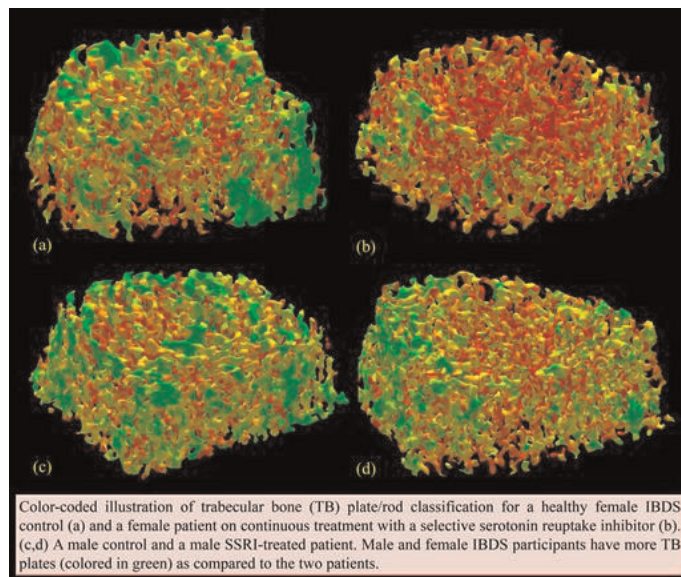 (a)
(b)
(c)
(d)
Color-coded illustration of trabecular bone (TB) plate/rod classification for a healthy female IBDS
control (a) and a female patient on continuous treatment with a selective serotonin reuptake inhibitor (b).
(c,d) A male control and a male SSRI-treated patient. Male and female IBDS participants have more TB
plates (colored in green) as compared to the two patients.